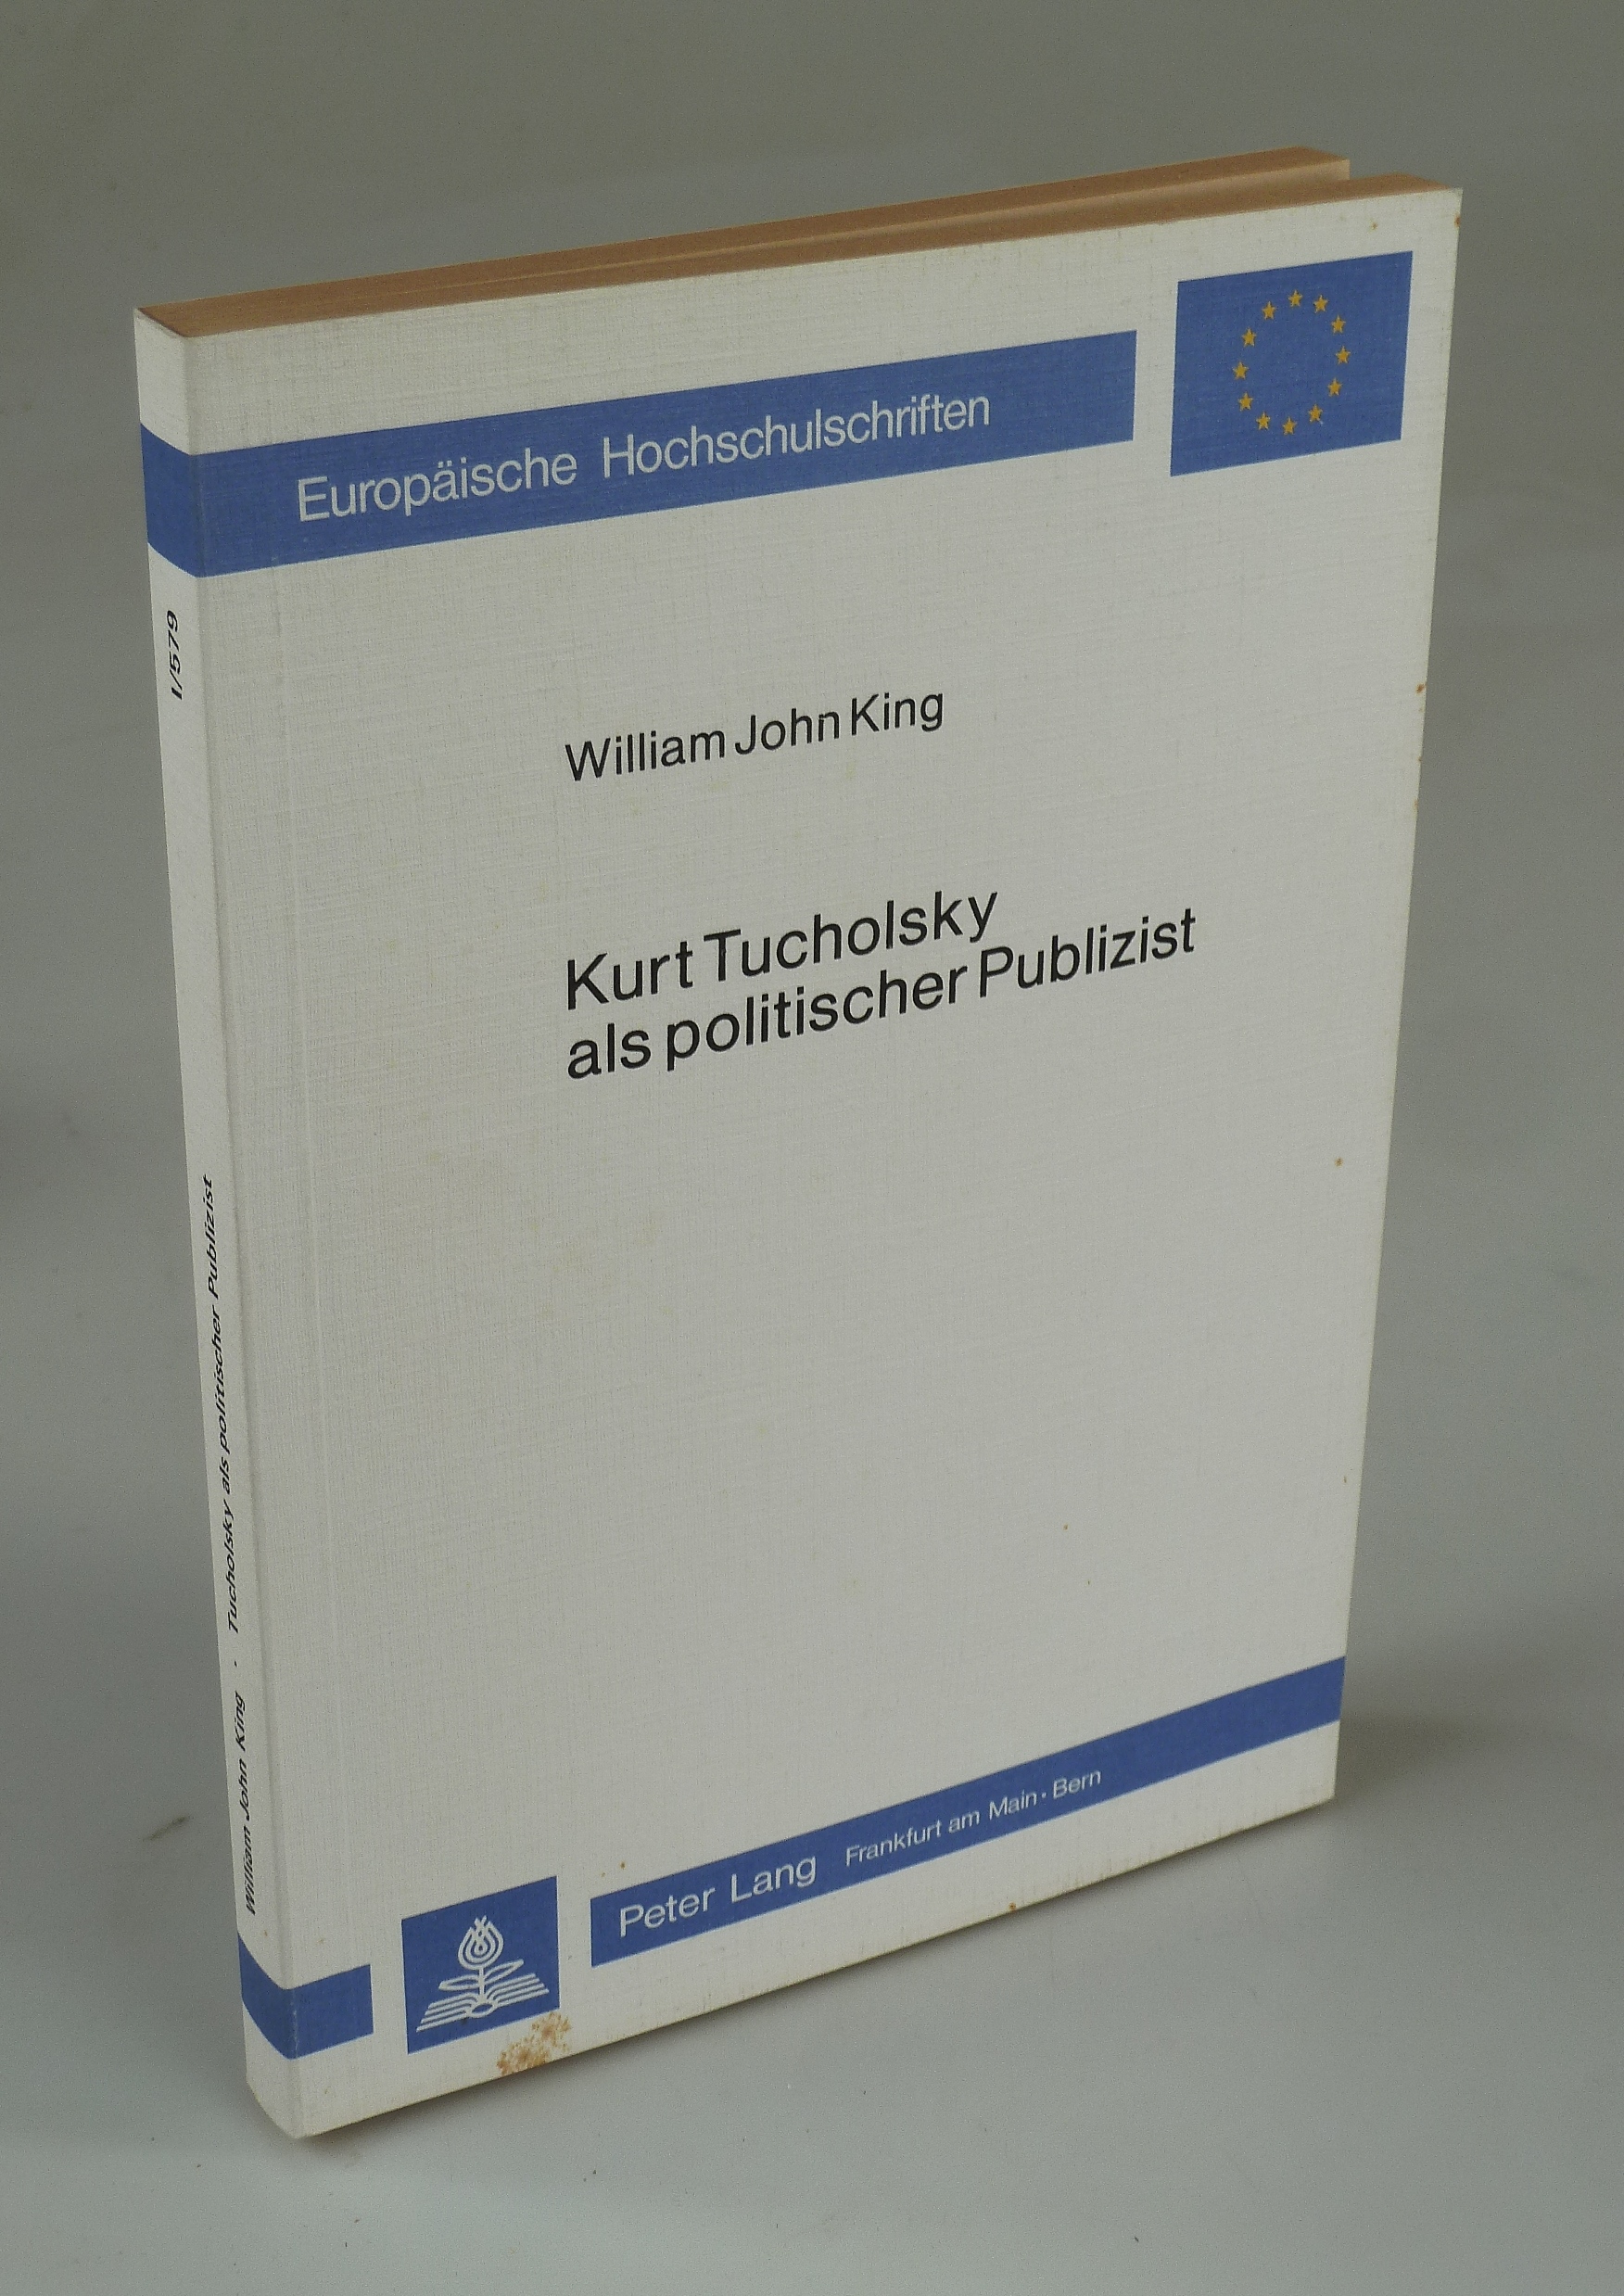 Europäische Hochschulschriften
William John King
Kurt Tucholsky
als politischer Publizist
Peter Lang Frankfurt am Main · Bern
I/579
William John King · Tucholsky als politischer Publizist